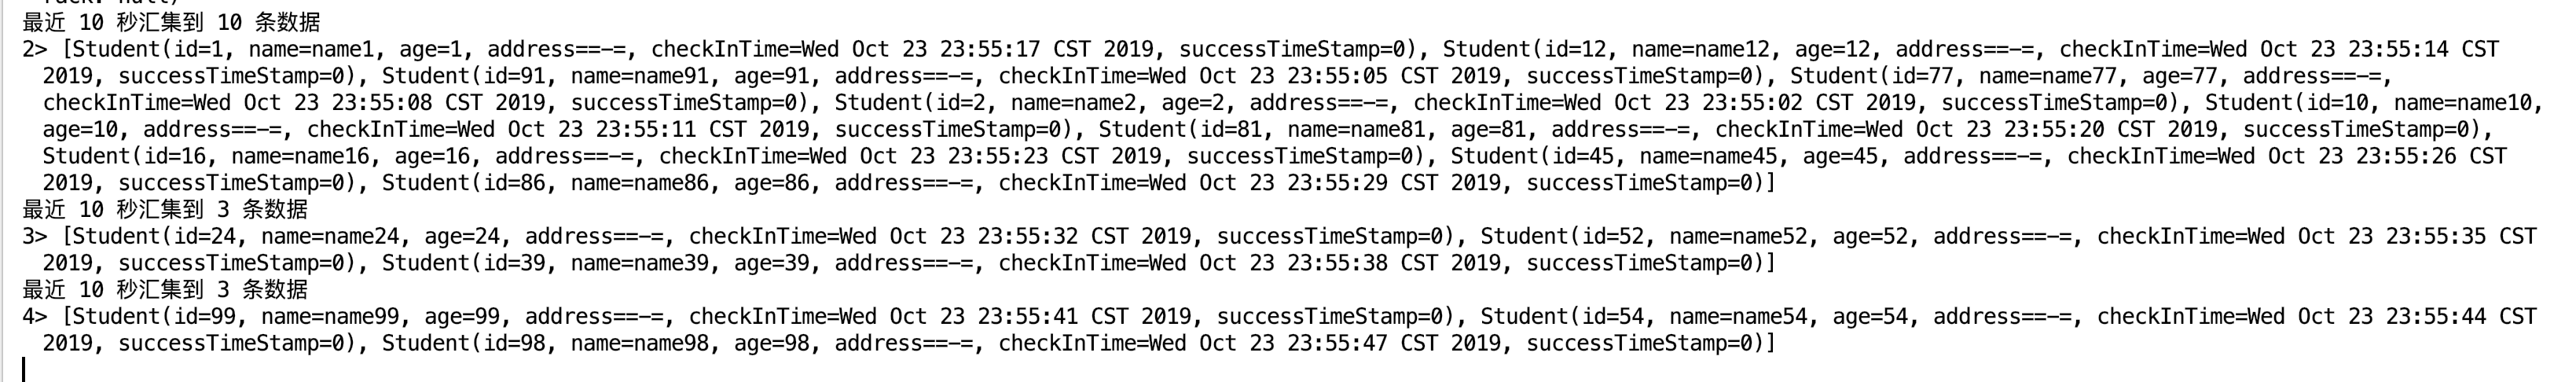 最近 10 秒汇集到 10 条数据
2> [Student(id=1, name=name1, age=1, address==-=, checkInTime=Wed Oct 23 23:55:17 CST 2019, successTimeStamp=0), Student(id=12, name=name12, age=12, address==-=, checkInTime=Wed Oct 23 23:55:14 CST
2019, successTimeStamp=0), Student(id=91, name=name91, age=91, address==-=, checkInTime=Wed Oct 23 23:55:05 CST 2019, successTimeStamp=0), Student(id=77, name=name77, age=77, address==-=,
checkInTime=Wed Oct 23 23:55:08 CST 2019, successTimeStamp=0), Student(id=2, name=name2, age=2, address==-=, checkInTime=Wed Oct 23 23:55:02 CST 2019, successTimeStamp=0), Student(id=10, name=name10,
age=10, address==-=, checkInTime=Wed Oct 23 23:55:11 CST 2019, successTimeStamp=0), Student(id=81, name=name81, age=81, address==-=, checkInTime=Wed Oct 23 23:55:20 CST 2019, successTimeStamp=0),
Student(id=16, name=name16, age=16, address==-=, checkInTime=Wed Oct 23 23:55:23 CST 2019, successTimeStamp=0), Student(id=45, name=name45, age=45, address==-=, checkInTime=Wed Oct 23 23:55:26 CST
2019, successTimeStamp=0), Student(id=86, name=name86, age=86, address==-=, checkInTime=Wed Oct 23 23:55:29 CST 2019, successTimeStamp=0)]
最近 10 秒汇集到 3 条数据
3> [Student(id=24, name=name24, age=24, address==-=, checkInTime=Wed Oct 23 23:55:32 CST 2019, successTimeStamp=0), Student(id=52, name=name52, age=52, address==-=, checkInTime=Wed Oct 23 23:55:35 CST
2019, successTimeStamp=0), Student(id=39, name=name39, age=39, address==-=, checkInTime=Wed Oct 23 23:55:38 CST 2019, successTimeStamp=0)]
最近 10 秒汇集到 3 条数据
4> [Student(id=99, name=name99, age=99, address==-=, checkInTime=Wed Oct 23 23:55:41 CST 2019, successTimeStamp=0), Student(id=54, name=name54, age=54, address==-=, checkInTime=Wed Oct 23 23:55:44 CST
2019, successTimeStamp=0), Student(id=98, name=name98, age=98, address==-=, checkInTime=Wed Oct 23 23:55:47 CST 2019, successTimeStamp=0)]